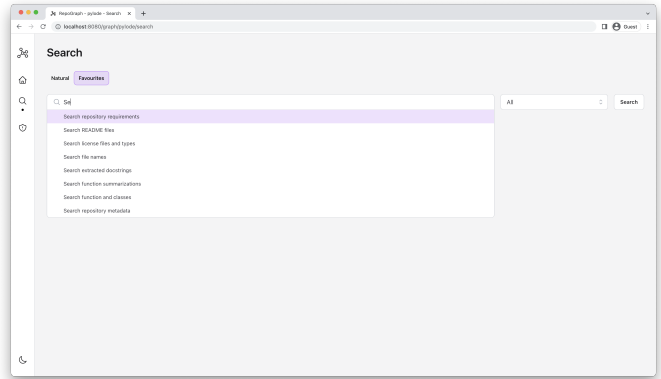 RepoGraph - pylode - Search
localhost:8080/graph/pylode/search
Guest
Search
Natural
Favourites
Se
All
Search
Search repository requirements
Search README files
Search license files and types
Search file names
Search extracted docstrings
Search function summarizations
Search function and classes
Search repository metadata